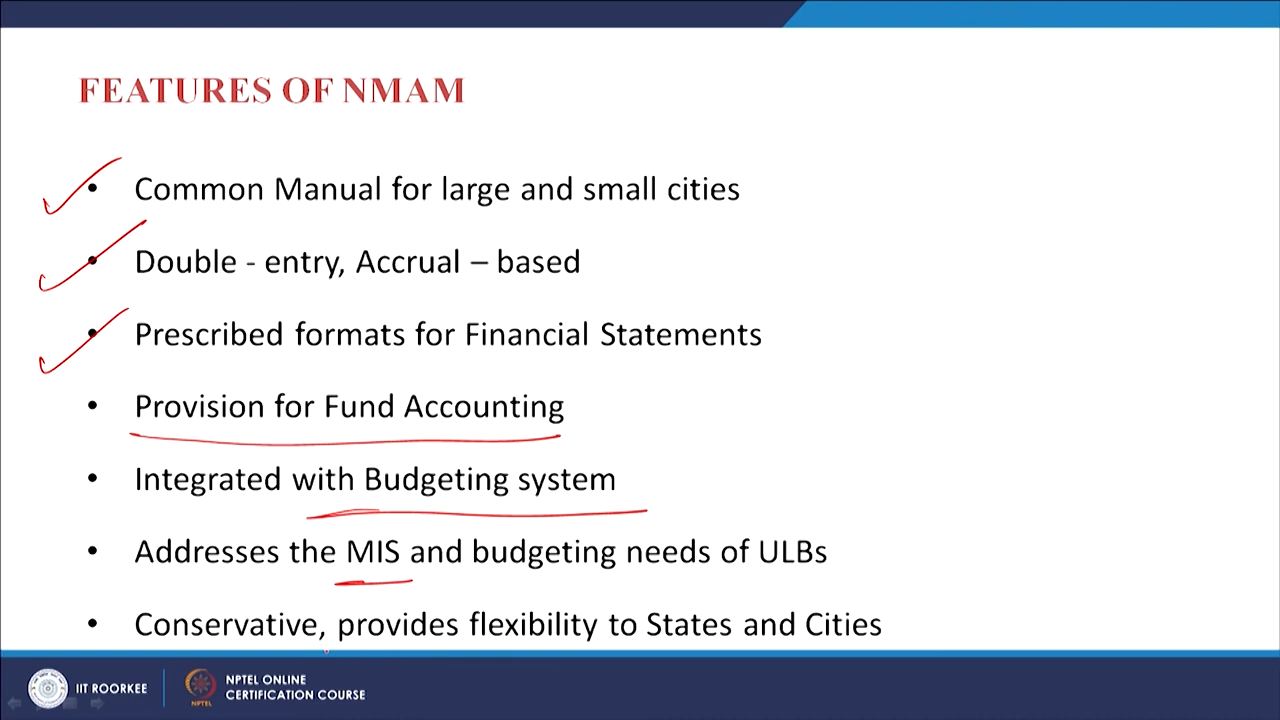 FEATURES OF NMAM
• Common Manual for large and small cities
• Double - entry, Accrual – based
• Prescribed formats for Financial Statements
• Provision for Fund Accounting
• Integrated with Budgeting system
• Addresses the MIS and budgeting needs of ULBs
• Conservative, provides flexibility to States and Cities
IIT ROORKEE
NPTEL
NPTEL ONLINE
CERTIFICATION COURSE